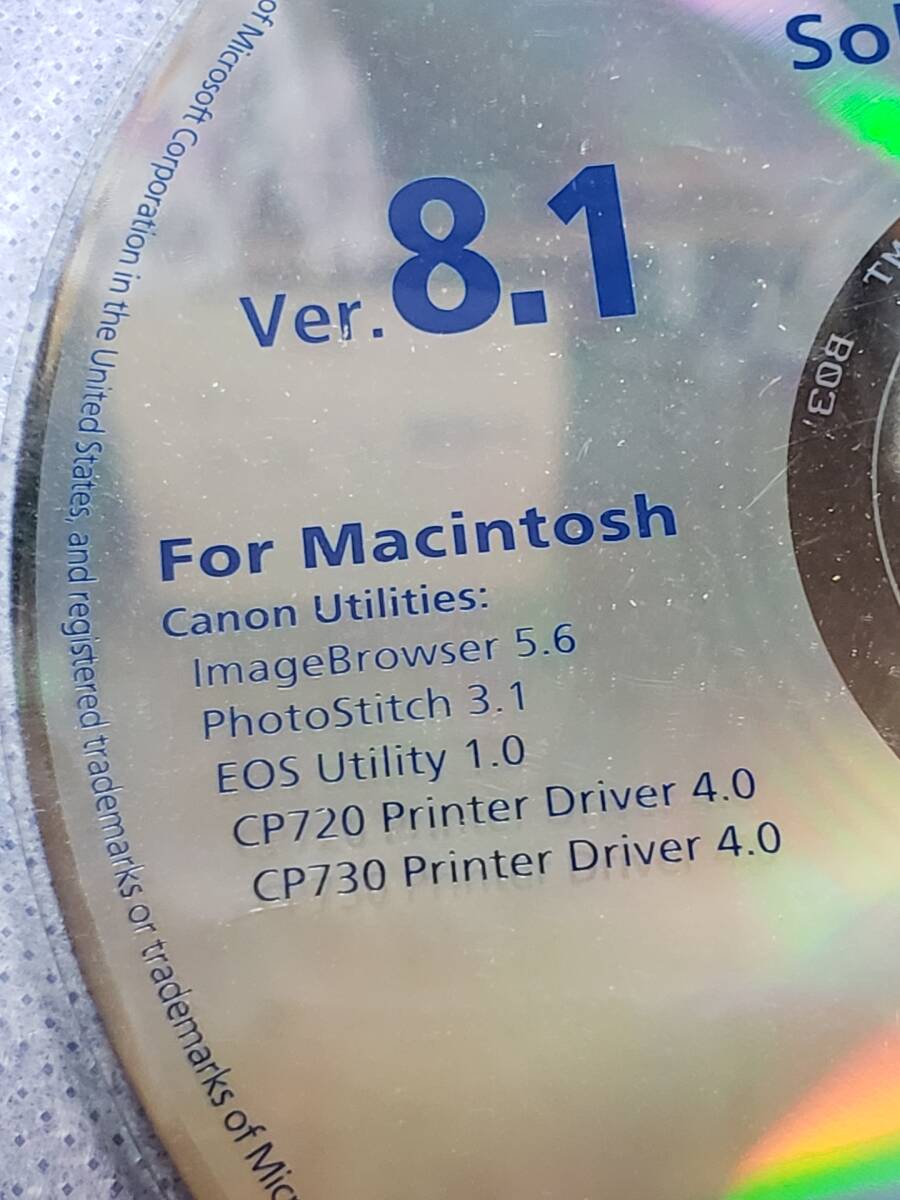 of Microsoft Corporation in the United States, and registered trademarks or trademarks of Mic
Sol
Ver.8.1
TM
B03
For Macintosh
Canon Utilities:
ImageBrowser 5.6
PhotoStitch 3.1
EOS Utility 1.0
CP720 Printer Driver 4.0
CP730 Printer Driver 4.0